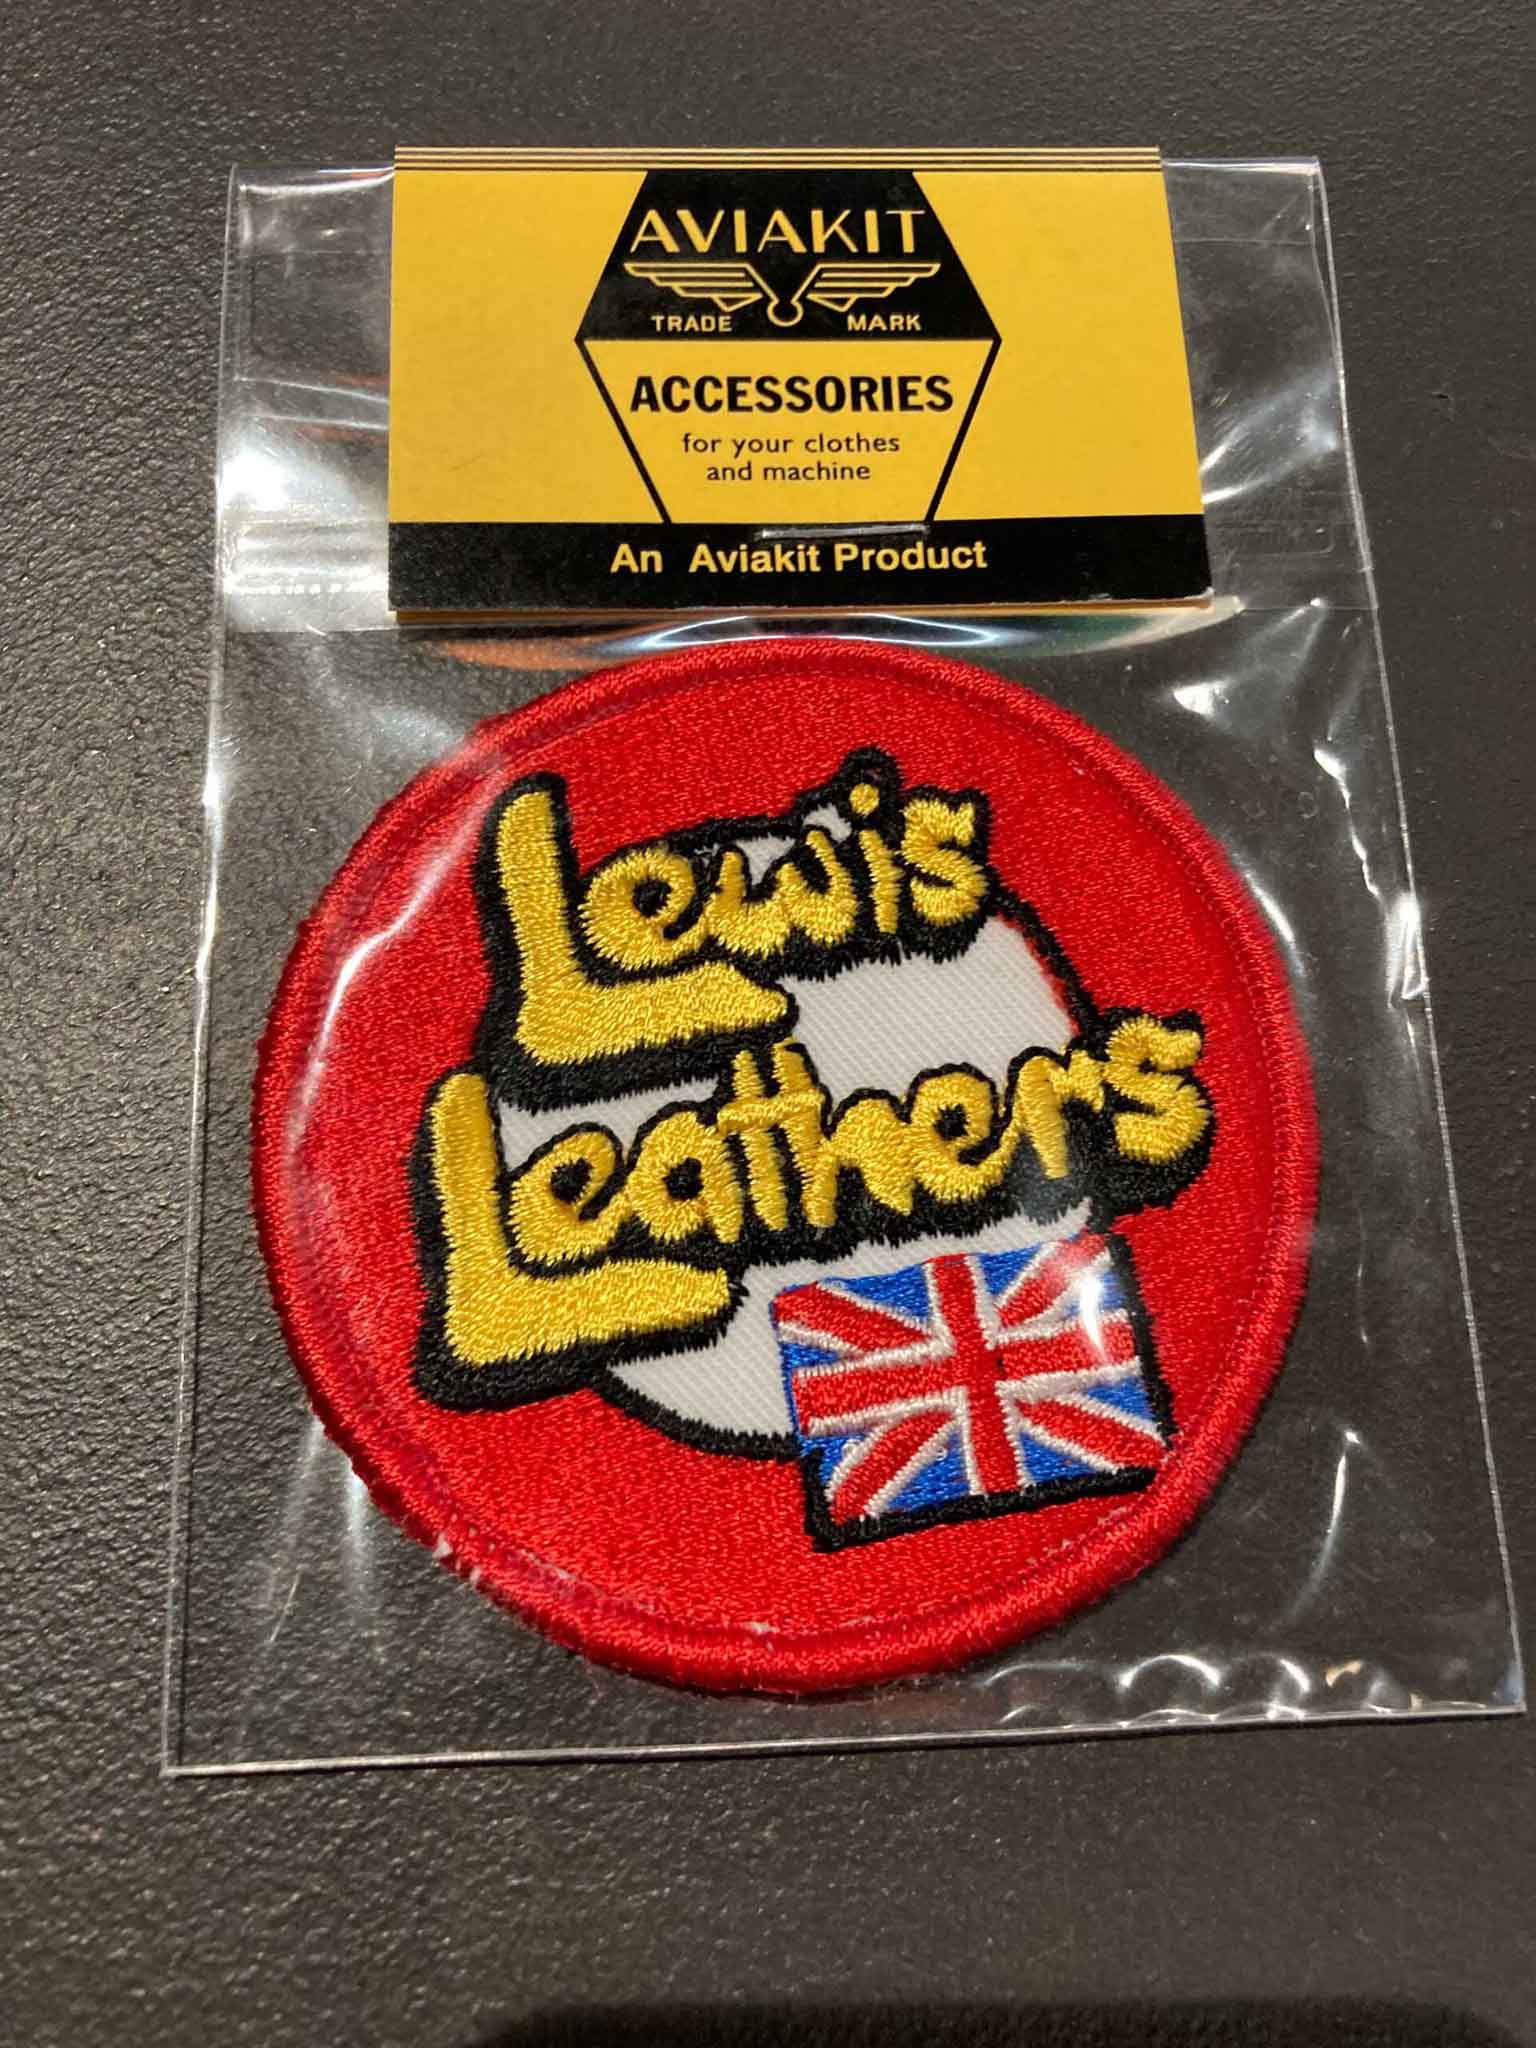 AVIAKIT
TRADE MARK
ACCESSORIES
for your clothes
and machine
An Aviakit Product
Lewis
Leathers